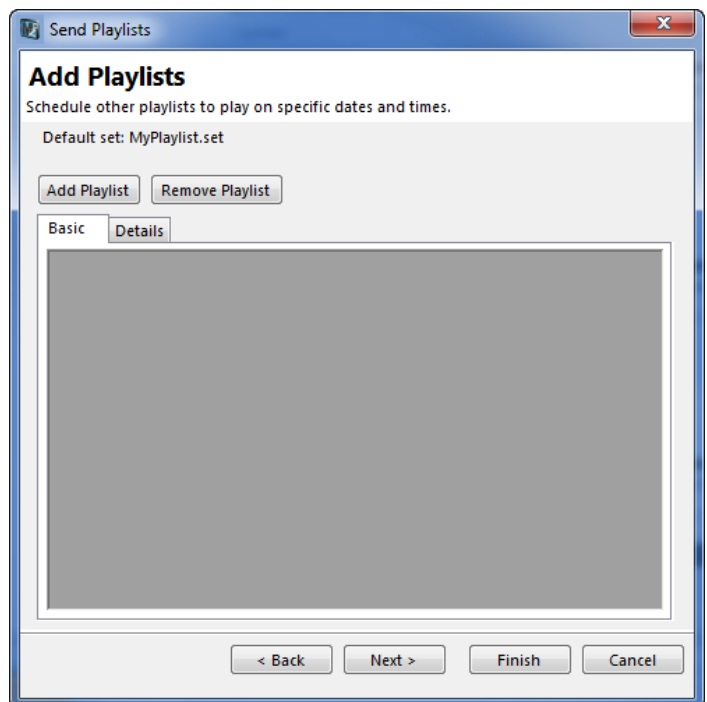 Send Playlists
Add Playlists
Schedule other playlists to play on specific dates and times.
Default set: MyPlaylist.set
Add Playlist Remove Playlist
Basic Details
< Back Next > Finish Cancel